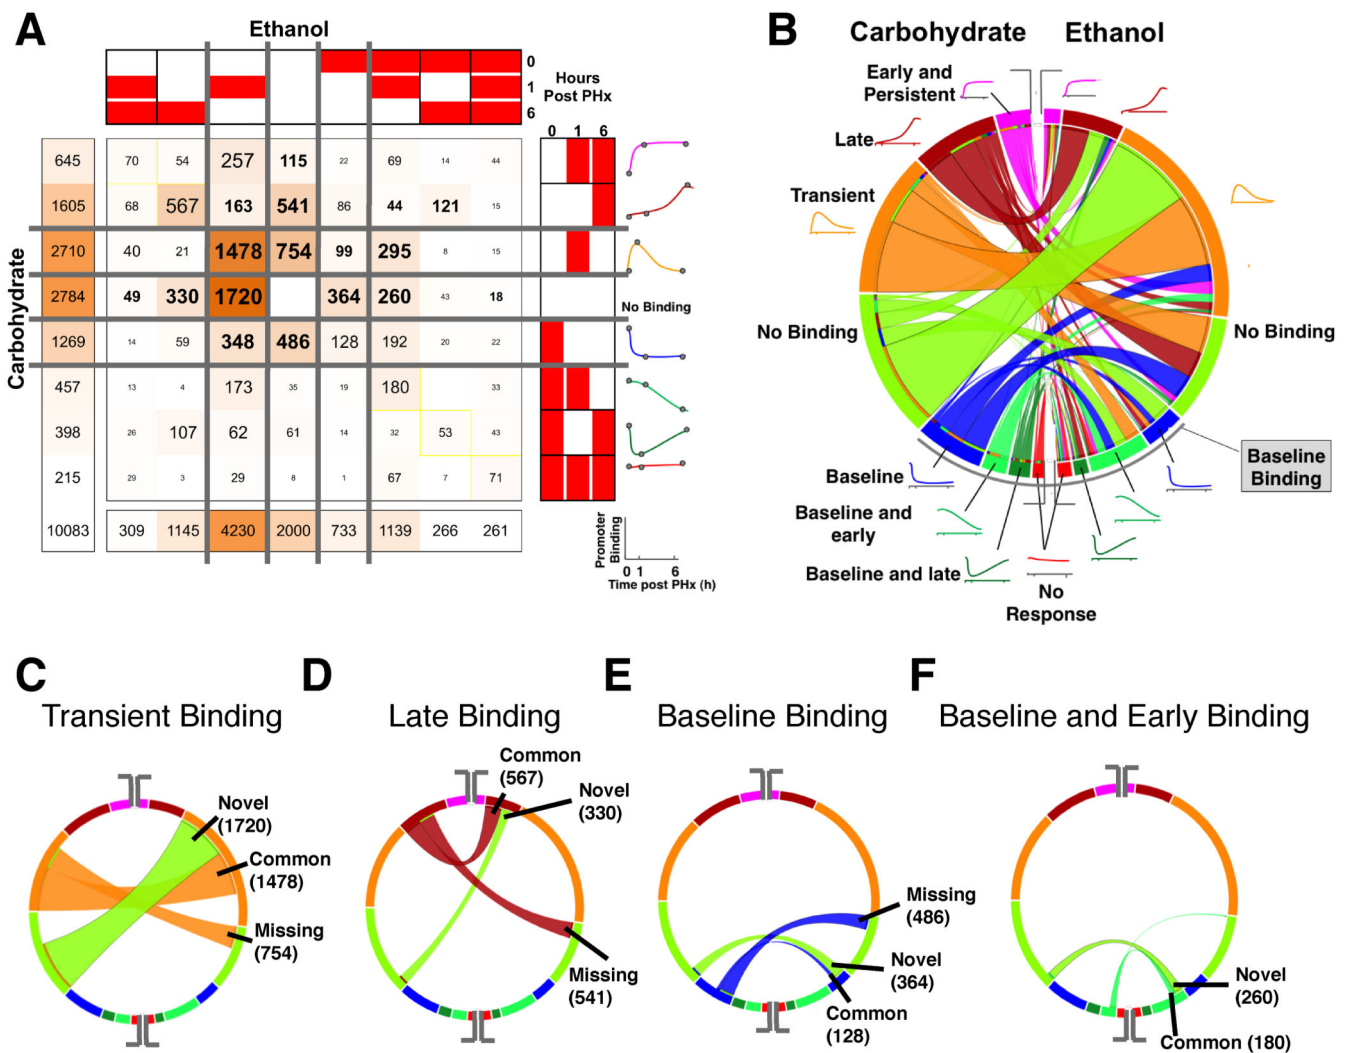 A
Ethanol
0
1
6
Hours
Post PHx
0 1 6
Carbohydrate
645 70 54 257 115 22 69 14 44
1605 68 567 163 541 86 44 121 15
2710 40 21 1478 754 99 295 8 15
2784 49 330 1720 364 260 43 18 No Binding
1269 14 59 348 486 128 192 20 22
457 13 4 173 35 19 180 33
398 26 107 62 61 14 32 53 43
215 29 3 29 8 1 67 7 71
10083 309 1145 4230 2000 733 1139 266 261
Promoter
Binding
0 1 6
Time post PHx (h)
B
Carbohydrate Ethanol
Early and
Persistent
Late
Transient
No Binding
No Binding
Baseline
Baseline
Binding
Baseline and
early
Baseline and late
No
Response
C
Transient Binding
Novel
(1720)
Common
(1478)
Missing
(754)
D
Late Binding
Common
(567)
Novel
(330)
Missing
(541)
E
Baseline Binding
Missing
(486)
Novel
(364)
Common
(128)
F
Baseline and Early Binding
Novel
(260)
Common (180)